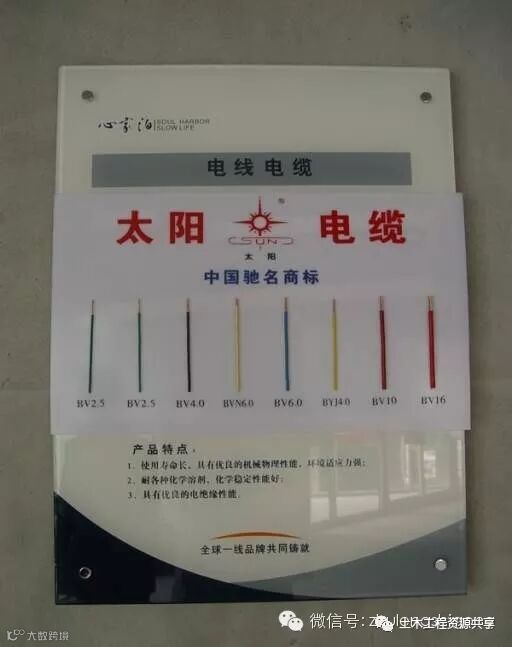 心家泊 SOUL HARBOR
SLOW LIFE
电线电缆
太阳 SUN 电缆
®
太 阳
中国驰名商标
BV2.5 BV2.5 BV4.0 BVN6.0 BV6.0 BYJ4.0 BV10 BV16
产品特点:
1、使用寿命长,具有优良的机械物理性能,环境适应力强;
2、耐各种化学溶剂,化学稳定性能好;
3、具有优良的电绝缘性能。
全球一线品牌共同铸就
微信号:
土木工程资源共享
大数跨境